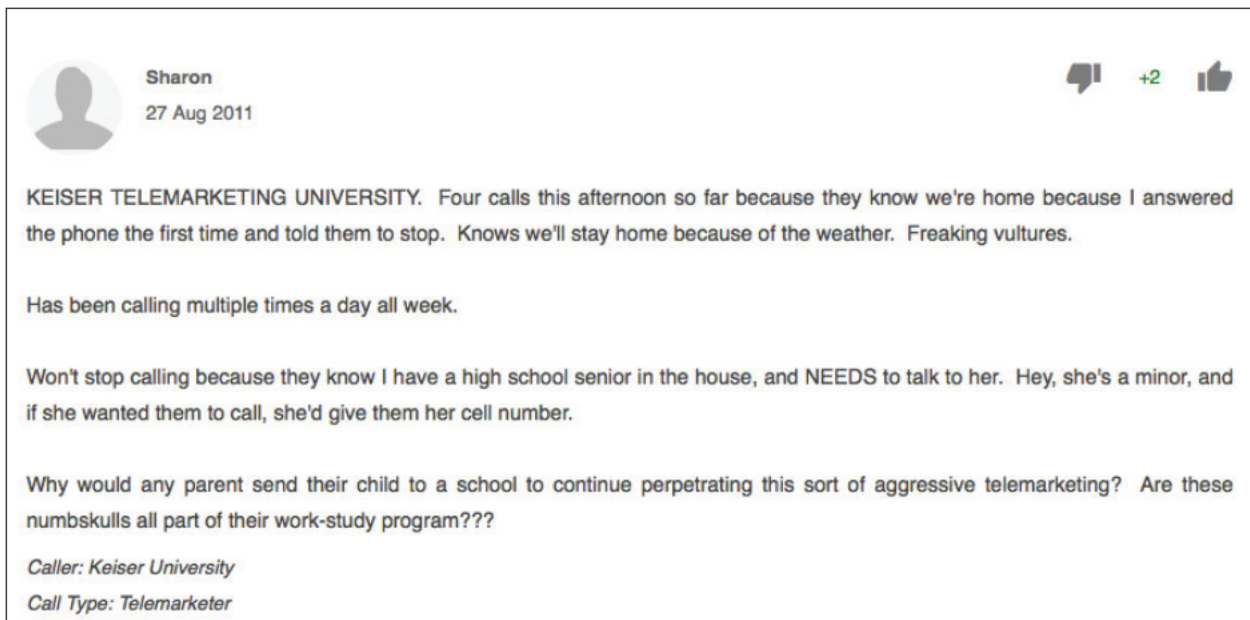 Sharon
+2
27 Aug 2011
KEISER TELEMARKETING UNIVERSITY.  Four calls this afternoon so far because they know we're home because I answered
the phone the first time and told them to stop.  Knows we'll stay home because of the weather.  Freaking vultures.
Has been calling multiple times a day all week.
Won't stop calling because they know I have a high school senior in the house, and NEEDS to talk to her.  Hey, she's a minor, and
if she wanted them to call, she'd give them her cell number.
Why would any parent send their child to a school to continue perpetrating this sort of aggressive telemarketing?  Are these
numbskulls all part of their work-study program???
Caller: Keiser University
Call Type: Telemarketer